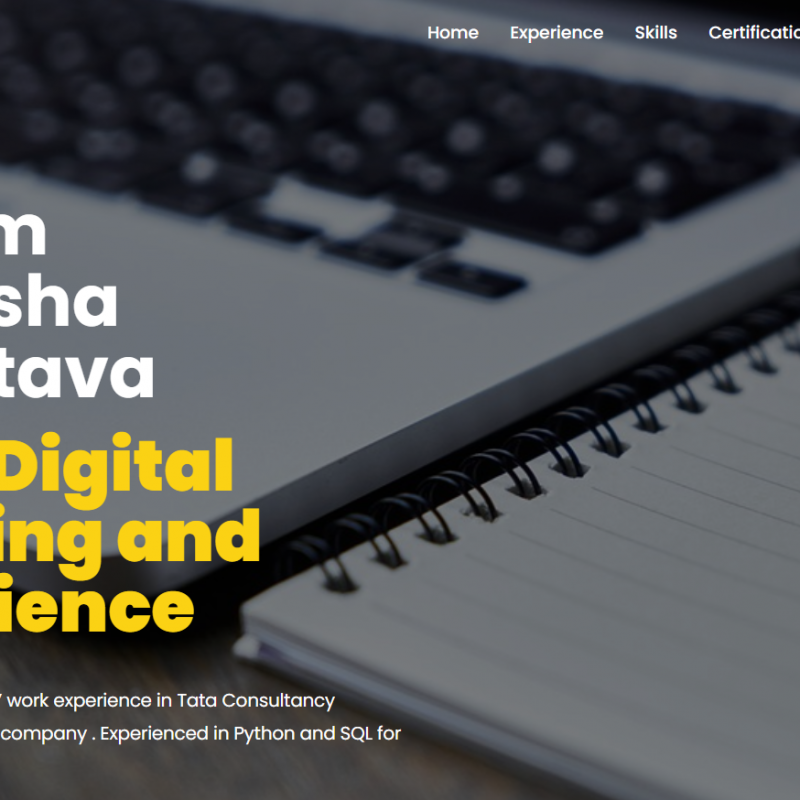 Home Experience Skills
m
sha
tava
Digital
ing and
ience
work experience in Tata Consultancy
company . Experienced in Python and SQL for